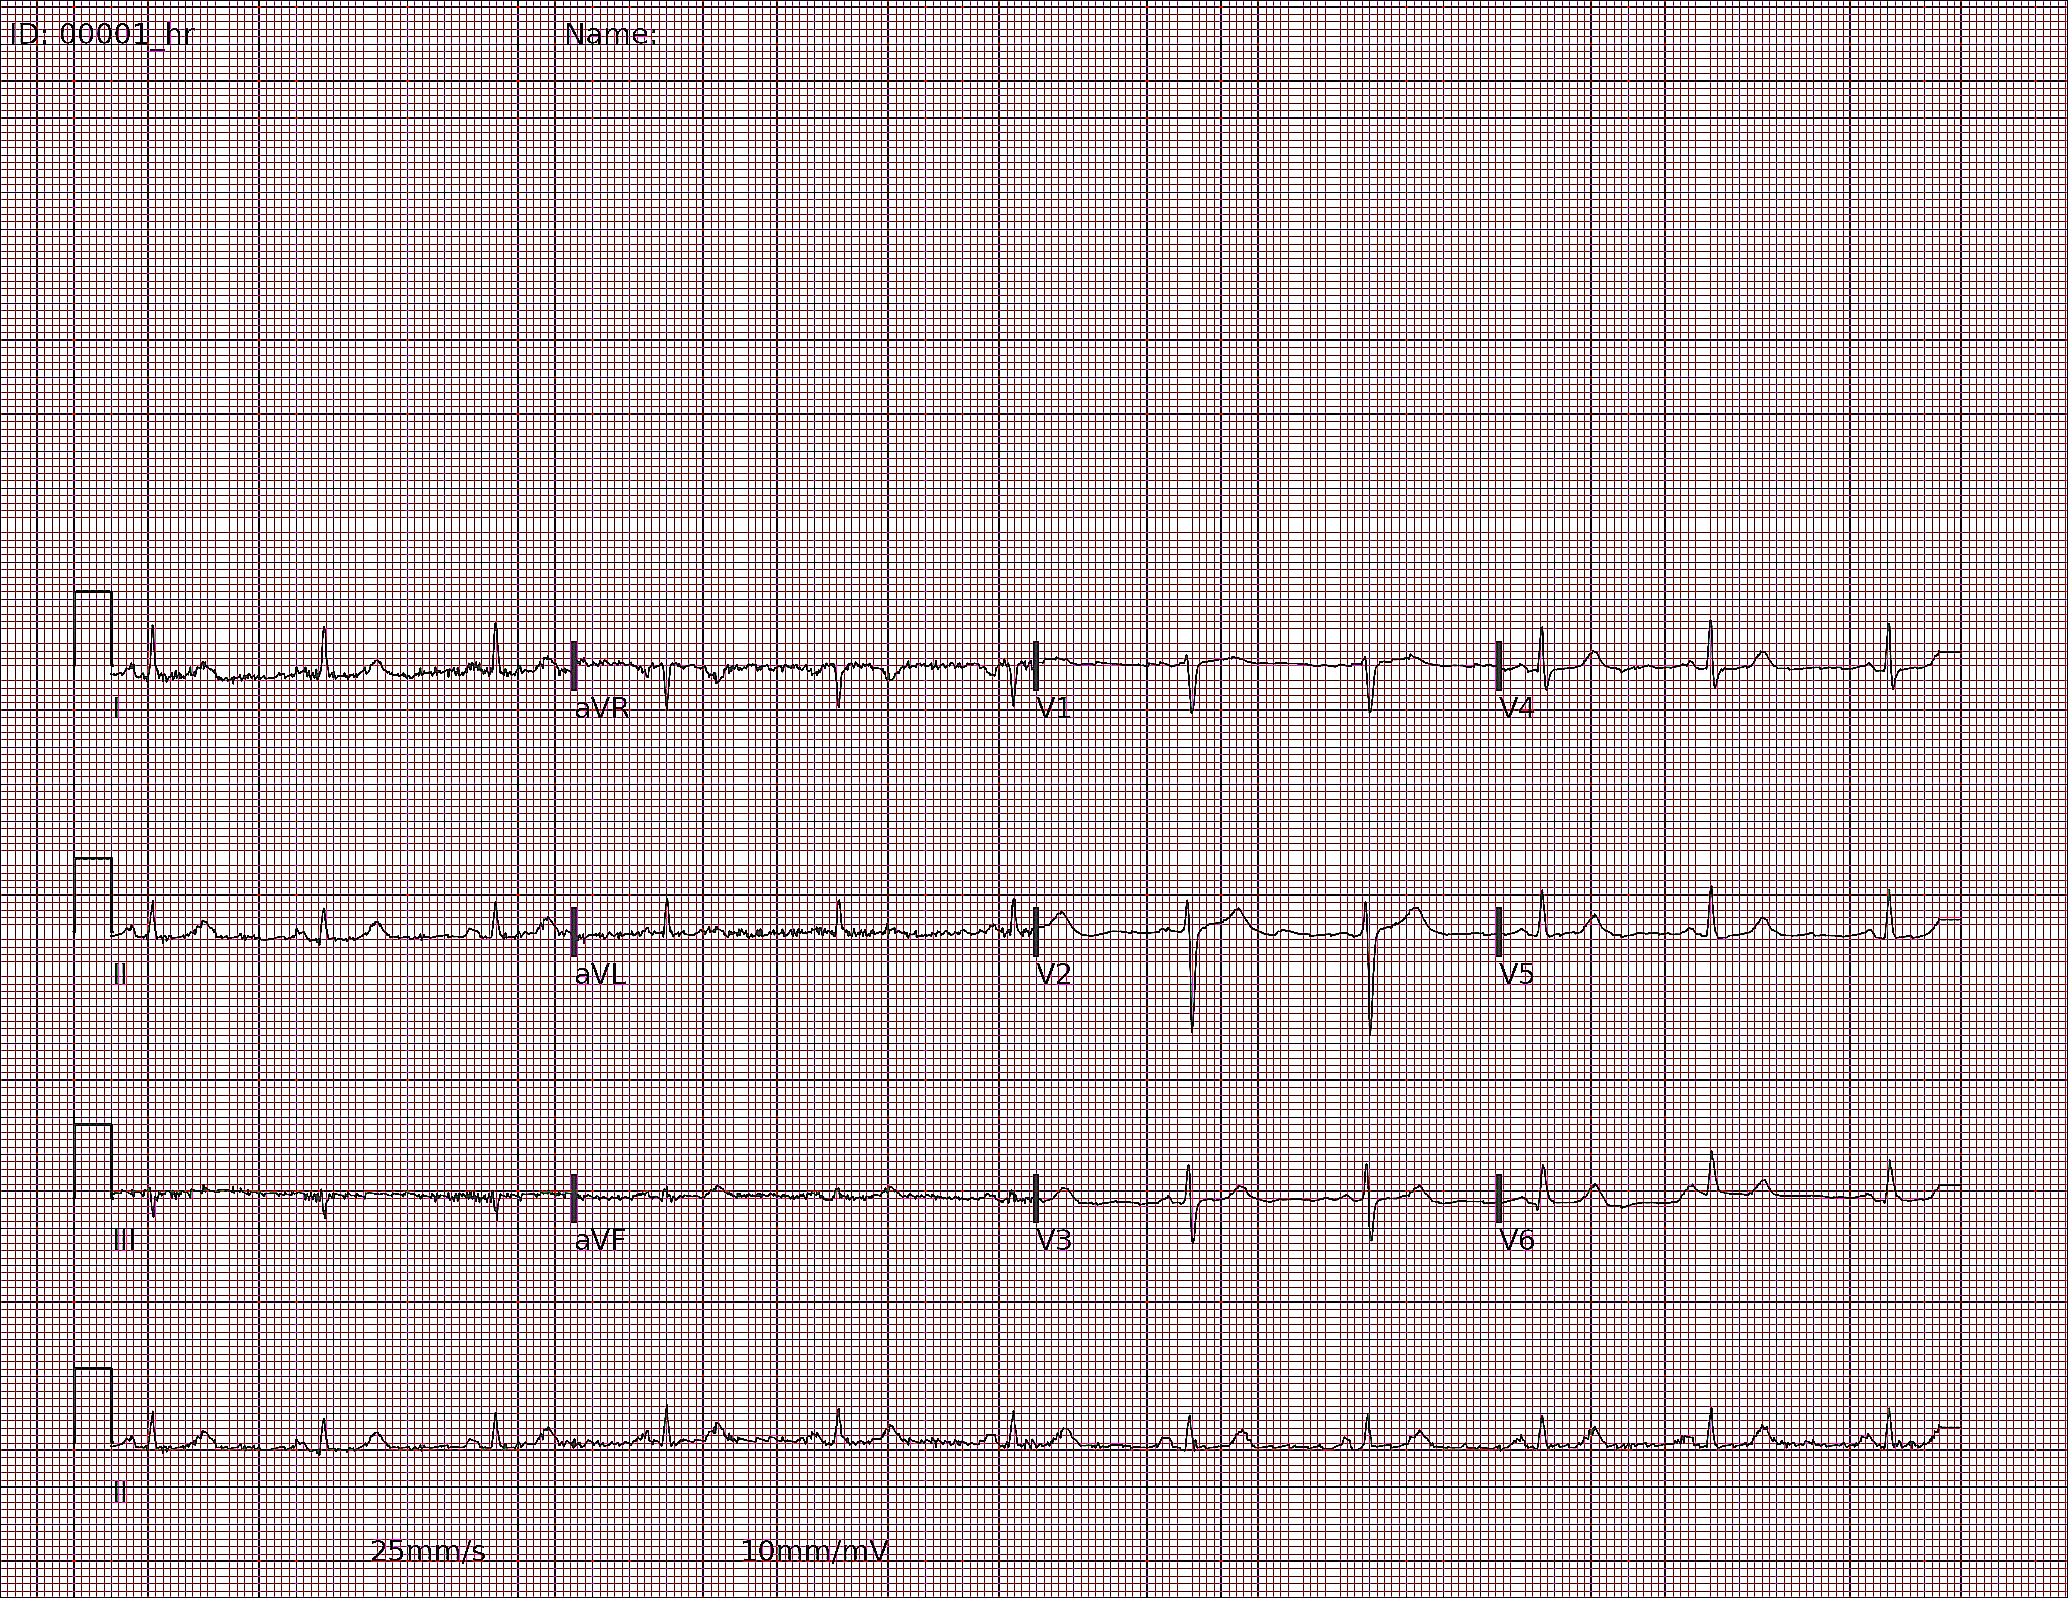 ID: 00001_hr Name:
I aVR V1 V4
II aVL V2 V5
III aVF V3 V6
II
25mm/s 10mm/mV